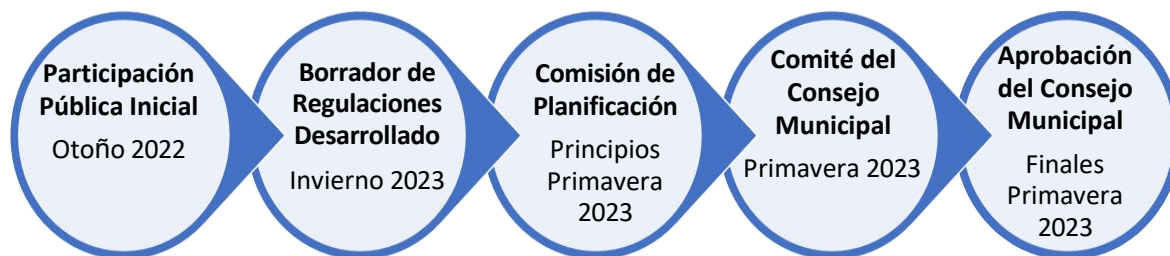 Participación
Pública Inicial
Otoño 2022
Borrador de
Regulaciones
Desarrollado
Invierno 2023
Comisión de
Planificación
Principios
Primavera
2023
Comité del
Consejo
Municipal
Primavera 2023
Aprobación
del Consejo
Municipal
Finales
Primavera
2023